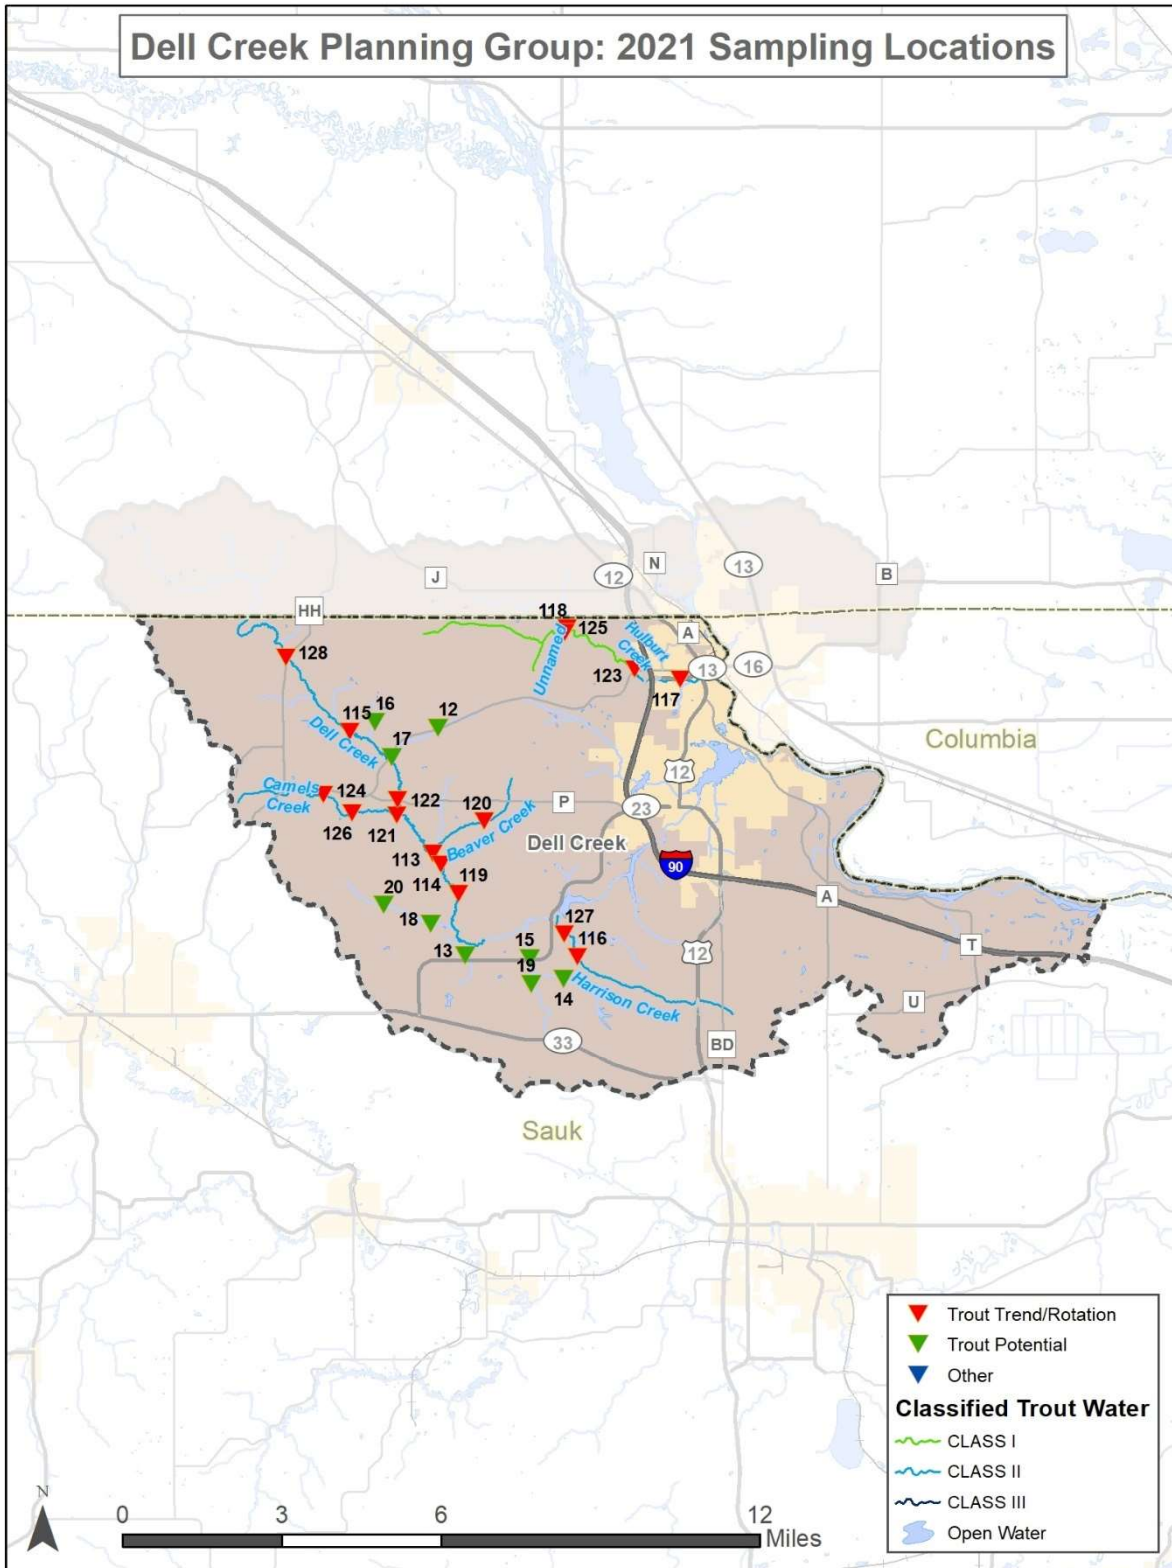 Dell Creek Planning Group: 2021 Sampling Locations
12
N
13
B
J
HH
118
125
Hulburt
Creek
A
128
Unnamed
123
13
16
117
115
16
12
Dell Creek
17
Columbia
12
Camels
Creek
124
122
120
P
23
126
121
Beaver Creek
Dell Creek
113
90
114
119
20
A
18
127
13
15
116
12
T
19
14
Harrison Creek
U
33
BD
Sauk
Trout Trend/Rotation
Trout Potential
Other
Classified Trout Water
CLASS I
CLASS II
CLASS III
Open Water
N
0
3
6
12
Miles